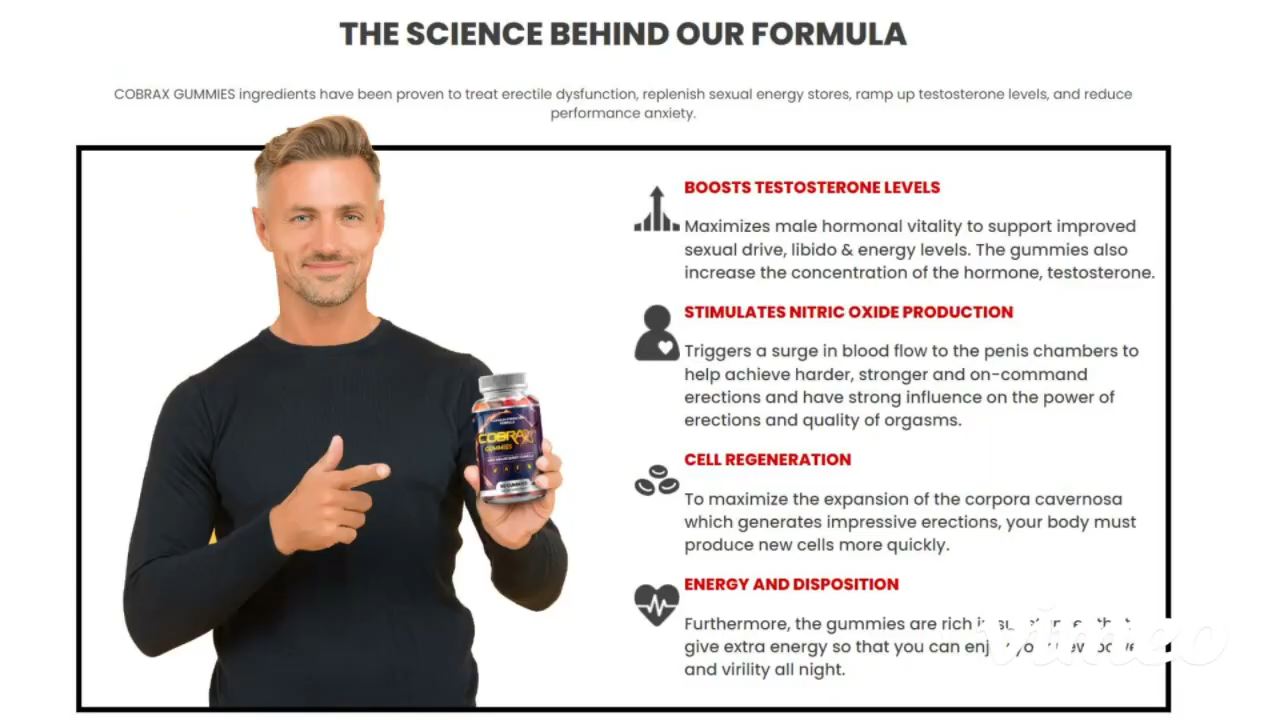 THE SCIENCE BEHIND OUR FORMULA
COBRAX GUMMIES ingredients have been proven to treat erectile dysfunction, replenish sexual energy stores, ramp up testosterone levels, and reduce
performance anxiety.
BOOSTS TESTOSTERONE LEVELS
Maximizes male hormonal vitality to support improved
sexual drive, libido & energy levels. The gummies also
increase the concentration of the hormone, testosterone.
STIMULATES NITRIC OXIDE PRODUCTION
Triggers a surge in blood flow to the penis chambers to
help achieve harder, stronger and on-command
erections and have strong influence on the power of
erections and quality of orgasms.
COBRAX
GUMMIES
CELL REGENERATION
To maximize the expansion of the corpora cavernosa
which generates impressive erections, your body must
produce new cells more quickly.
ENERGY AND DISPOSITION
Furthermore, the gummies are rich in
give extra energy so that you can
and virility all night.
vimeo